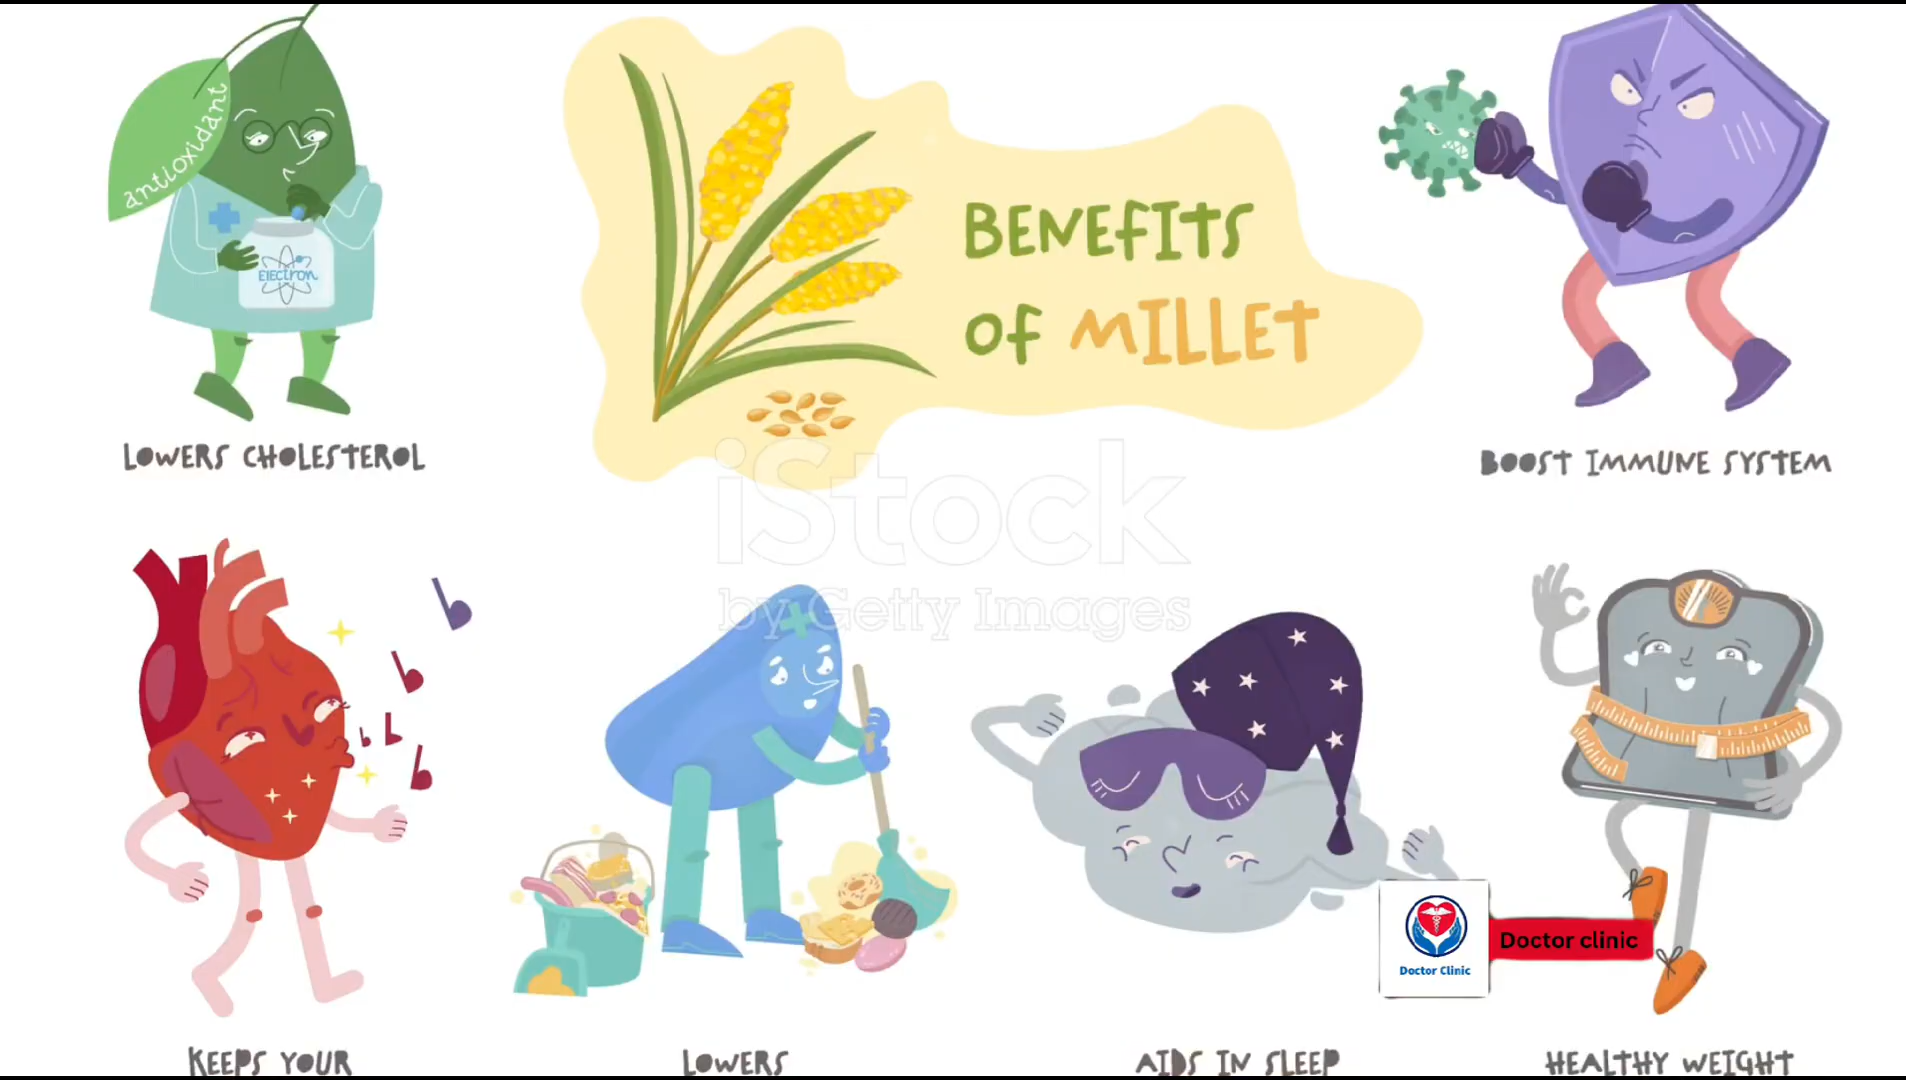 antioxidant
Electron
BENEFITS
of MILLET
LOWERS CHOLESTEROL
BOOST IMMUNE SYSTEM
iStock
by Getty Images
Doctor Clinic
Doctor clinic
KEEPS YOUR
LOWERS
AIDS IN SLEEP
HEALTHY WEIGHT